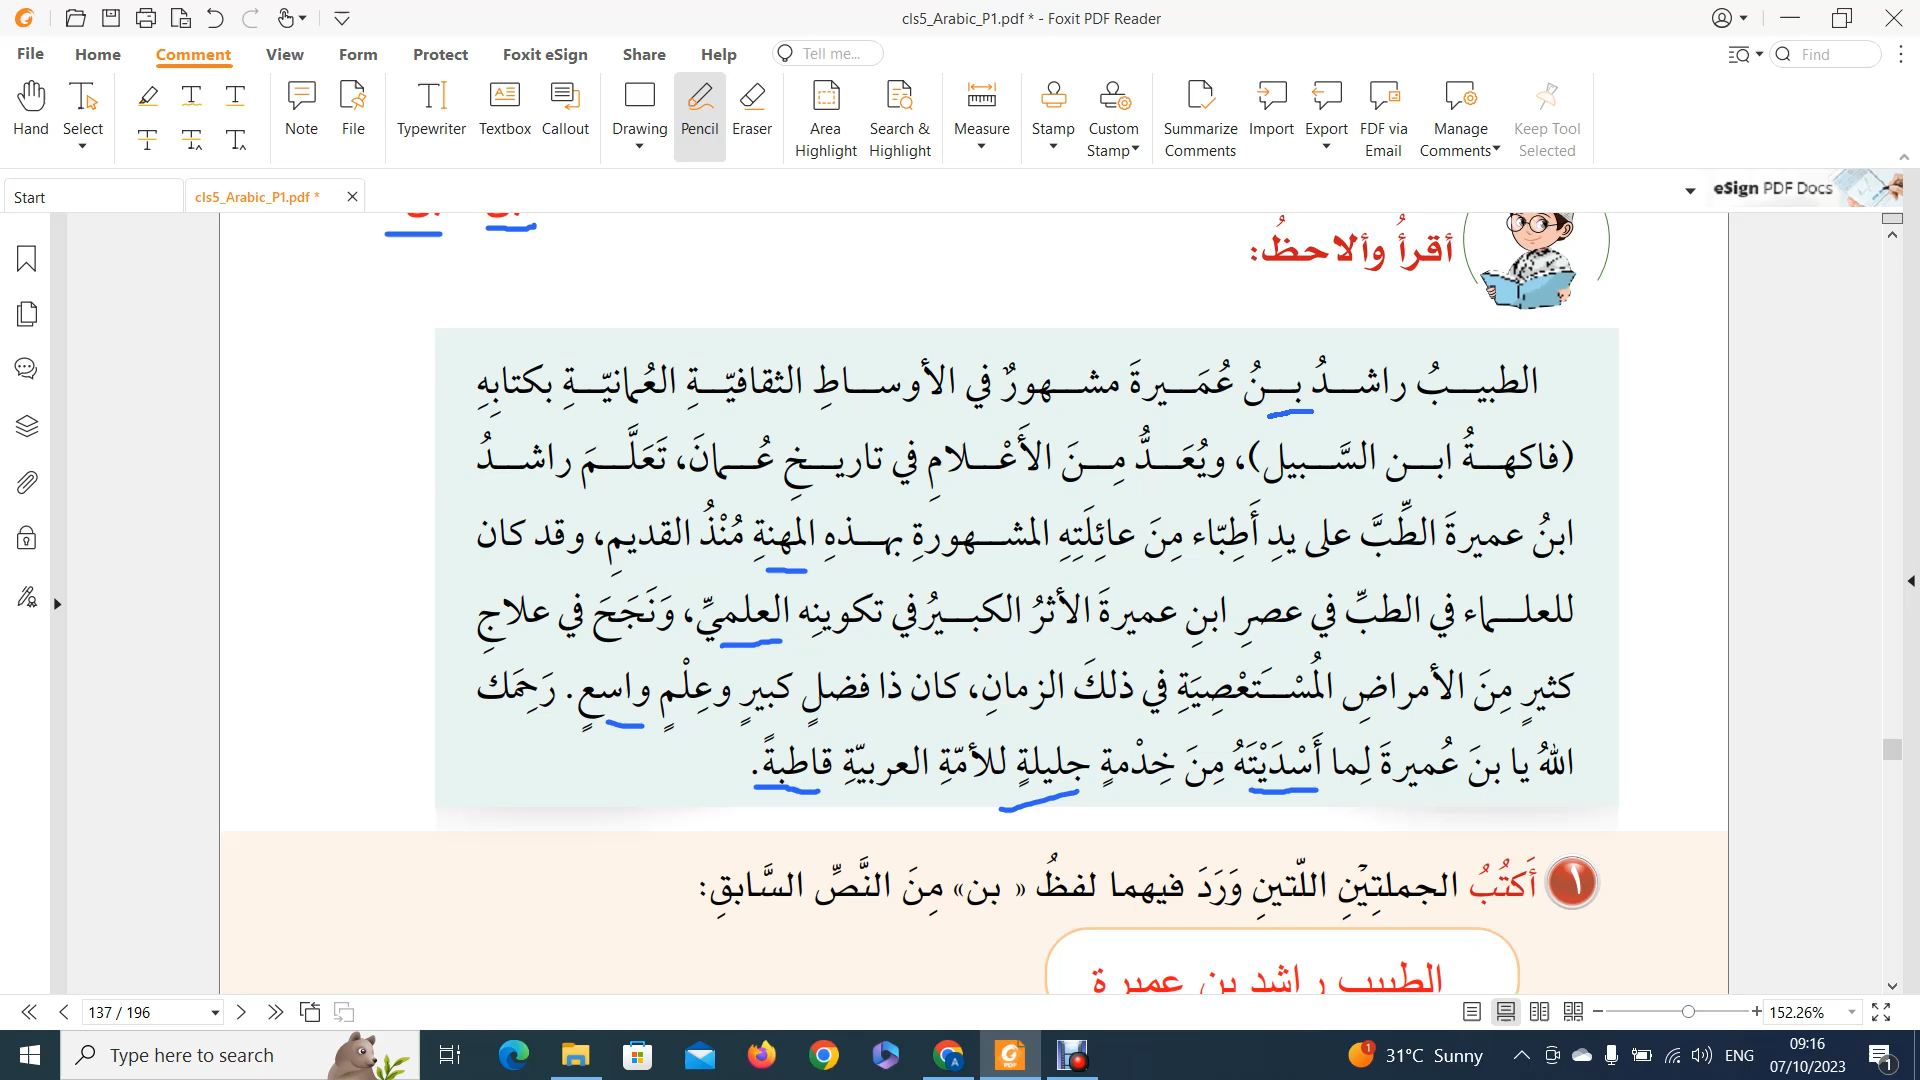 cls5_Arabic_P1.pdf * - Foxit PDF Reader
File Home Comment View Form Protect Foxit eSign Share Help Tell me... Find
Hand Select Note File Typewriter Textbox Callout Drawing Pencil Eraser Area Highlight Search & Highlight Measure Stamp Custom Stamp Summarize Comments Import Export FDF via Email Manage Comments Keep Tool Selected
Start cls5_Arabic_P1.pdf * eSign PDF Docs
أقرأُ وألاحظُ:
الطبيبُ راشدُ بنُ عُمَيرةَ مشهورٌ في الأوساطِ الثقافيّةِ العُمانيّةِ بكتابِهِ
(فاكهةُ ابن السَّبيل)، ويُعَدُّ مِنَ الأَعْلامِ في تاريخِ عُمانَ، تَعَلَّمَ راشدُ
ابنُ عميرةَ الطِّبَّ على يدِ أَطِبّاء مِنَ عائِلَتِهِ المشهورةِ بهذهِ المهنةِ مُنْذُ القديمِ، وقد كان
للعلماء في الطبِّ في عصرِ ابنِ عميرةَ الأثرُ الكبيرُ في تكوينِه العلميِّ، وَنَجَحَ في علاجِ
كثيرٍ مِنَ الأمراضِ المُسْتَعْصِيَةِ في ذلكَ الزمانِ، كان ذا فضلٍ كبيرٍ وعِلْمٍ واسعٍ. رَحِمَك
اللهُ يا بنَ عُميرةَ لِما أَسْدَيْتَهُ مِنَ خِدْمةٍ جليلةٍ للأمّةِ العربيّةِ قاطبةً.
١ أَكتُبُ الجملتِيْنِ اللّتينِ وَرَدَ فيهما لفظُ « بن» مِنَ النَّصِّ السَّابقِ:
الطبيب راشد بن عميرة
137 / 196 152.26%
Type here to search 31°C Sunny ENG 09:16
07/10/2023 1